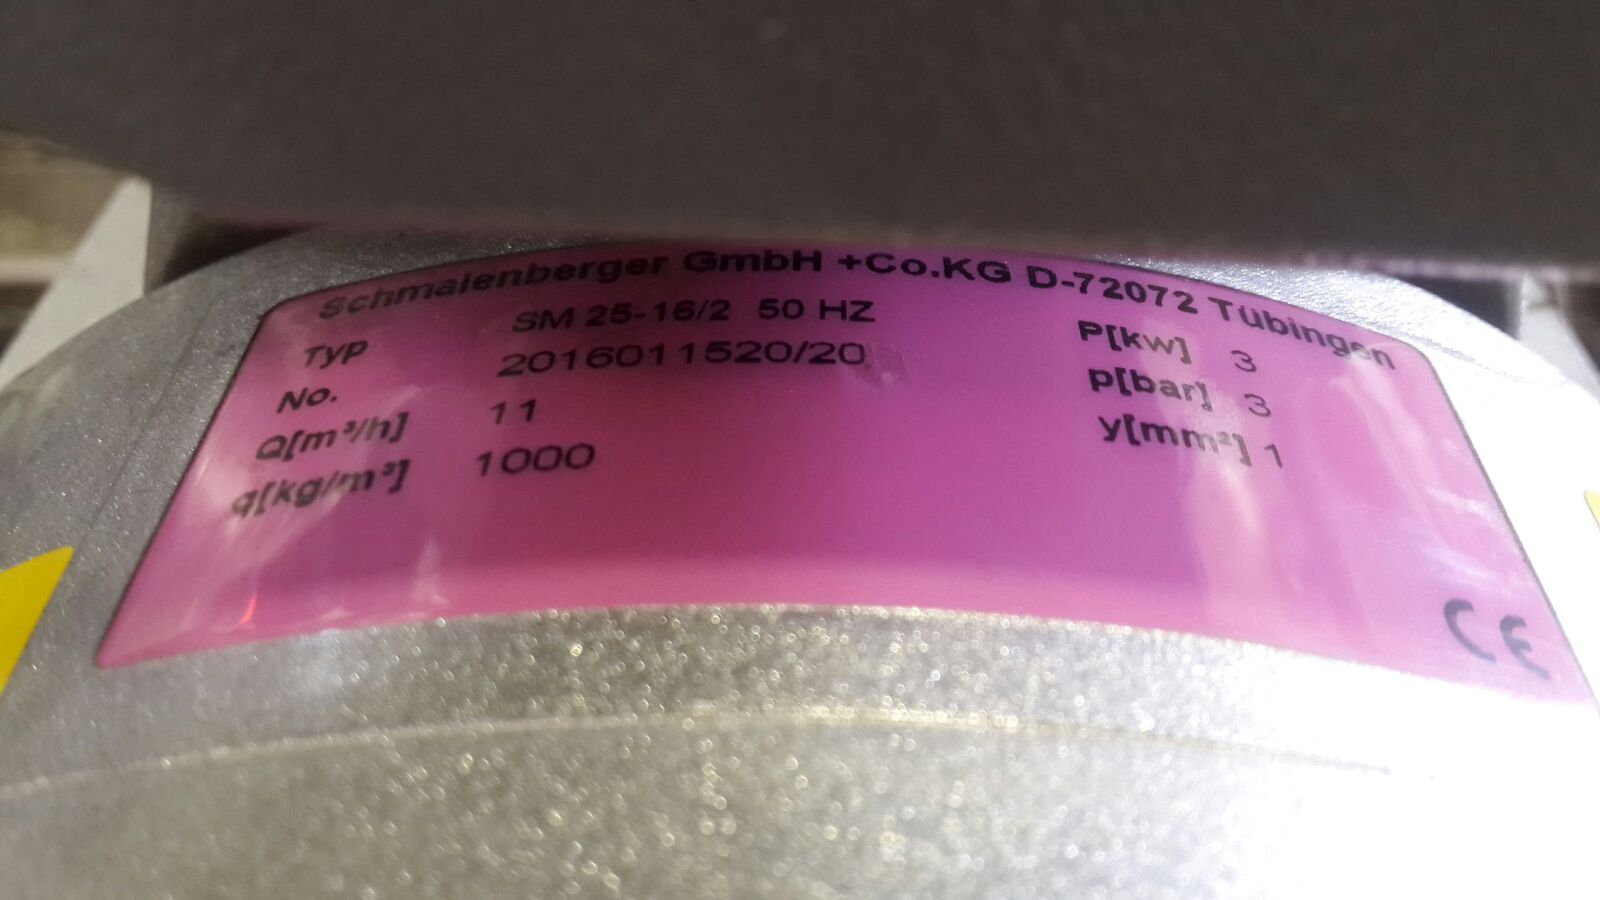 Schmalenberger GmbH +Co.KG D-72072 Tübingen
Typ SM 25-16/2 50 HZ P[kw] 3
No. 2016011520/20 p[bar] 3
Q[m³/h] 11 y[mm²] 1
q[kg/m³] 1000
CE